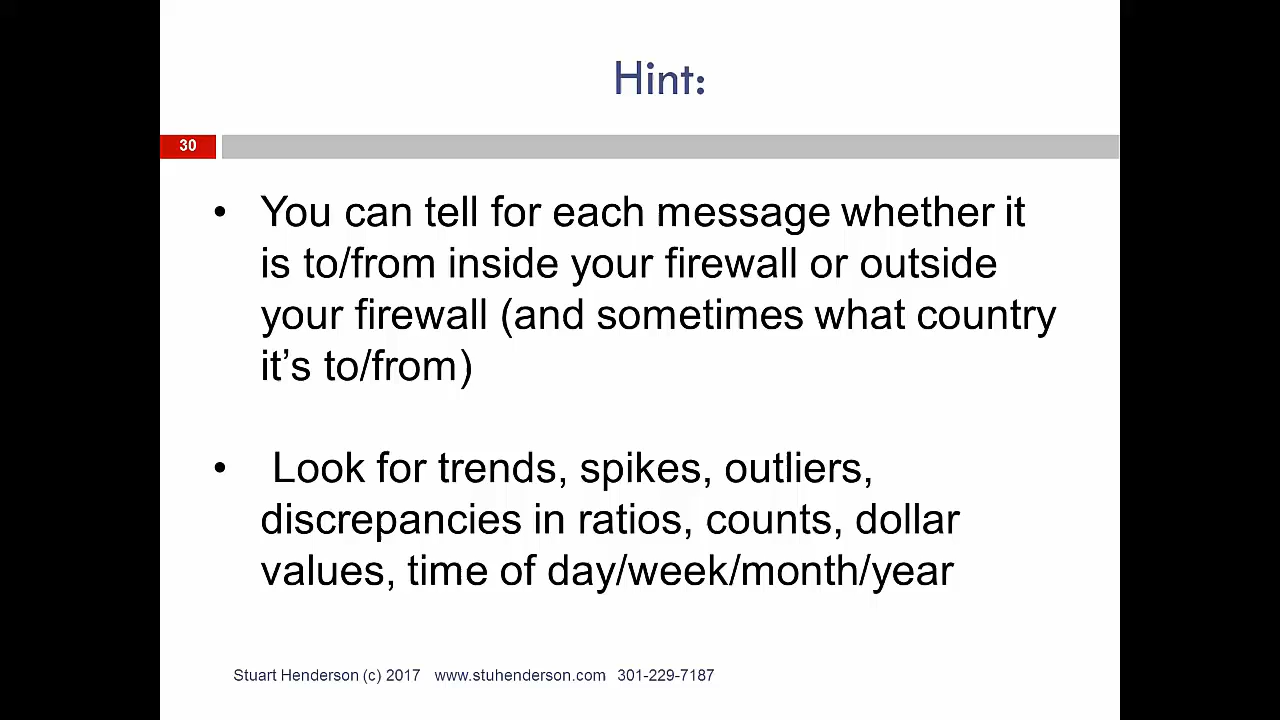 Hint:
30
• You can tell for each message whether it
is to/from inside your firewall or outside
your firewall (and sometimes what country
it’s to/from)
• Look for trends, spikes, outliers,
discrepancies in ratios, counts, dollar
values, time of day/week/month/year
Stuart Henderson (c) 2017 www.stuhenderson.com 301-229-7187